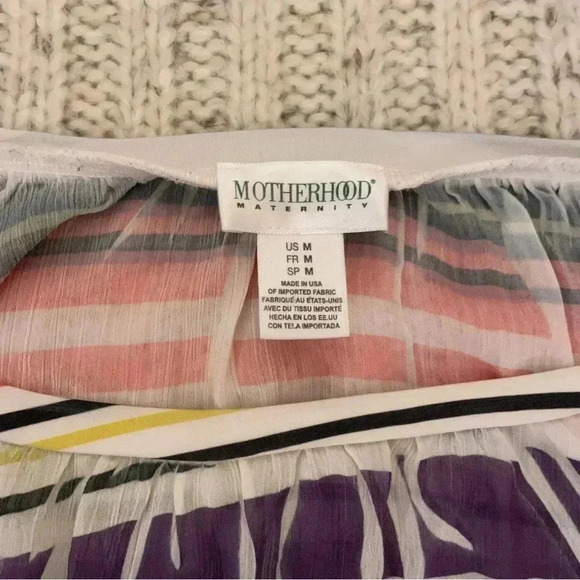 MOTHERHOOD®
MATERNITY
US M
FR M
SP M
MADE IN USA
OF IMPORTED FABRIC
FABRIQUÉ AU ÉTATS-UNIS
AVEC DU TISSU IMPORTÉ
HECHA EN LOS EE.UU
CON TELA IMPORTADA